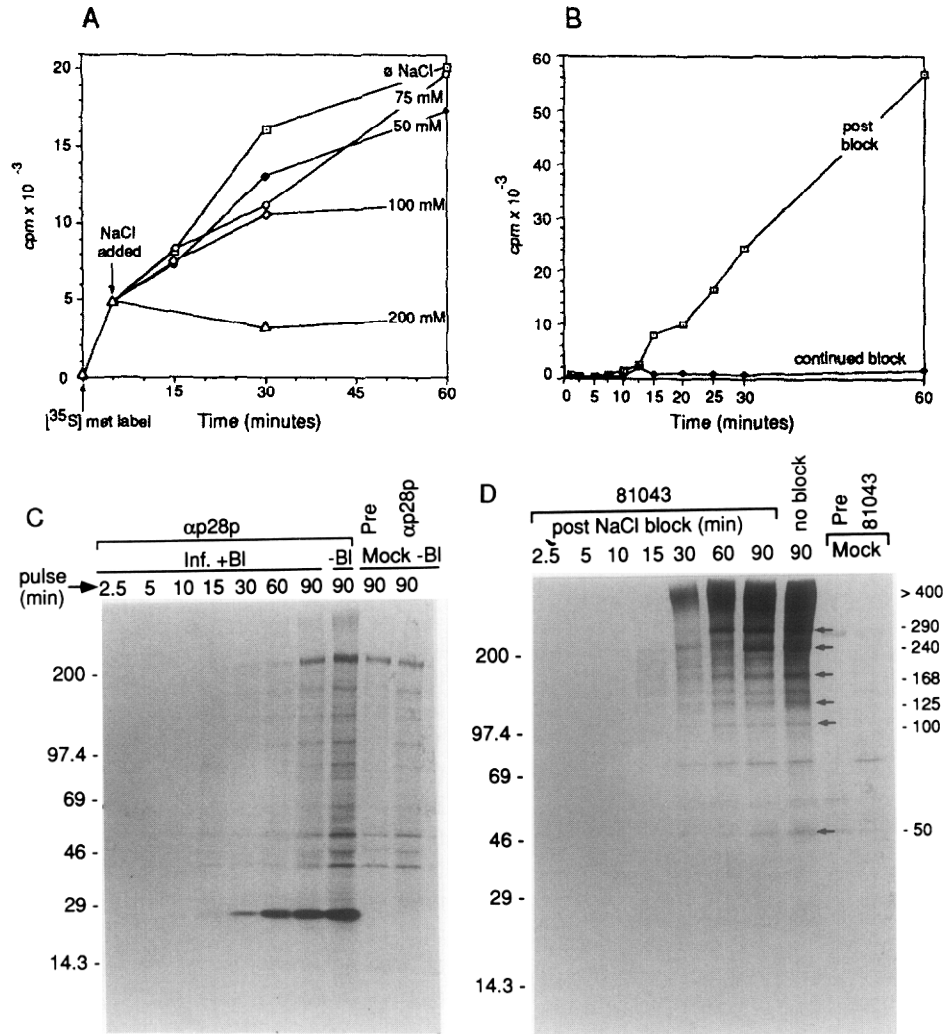 A
20
15
10
5
0
cpm x 10 -3
NaCl
added
ø NaCl
75 mM
50 mM
100 mM
200 mM
15
30
45
60
[35S] met label
Time (minutes)
B
60
50
40
30
20
10
0
cpm x 10 -3
post
block
continued block
0 5 10 15 20 25 30 60
Time (minutes)
C
αp28p
Pre
αp28p
Inf. +Bl -Bl Mock -Bl
pulse
(min)
2.5 5 10 15 30 60 90 90 90 90
200 -
97.4 -
69 -
46 -
29 -
14.3 -
D
81043
no block
Pre
81043
post NaCl block (min)
Mock
2.5 5 10 15 30 60 90 90
200 -
97.4 -
69 -
46 -
29 -
14.3 -
> 400
- 290
- 240
- 168
- 125
- 100
- 50